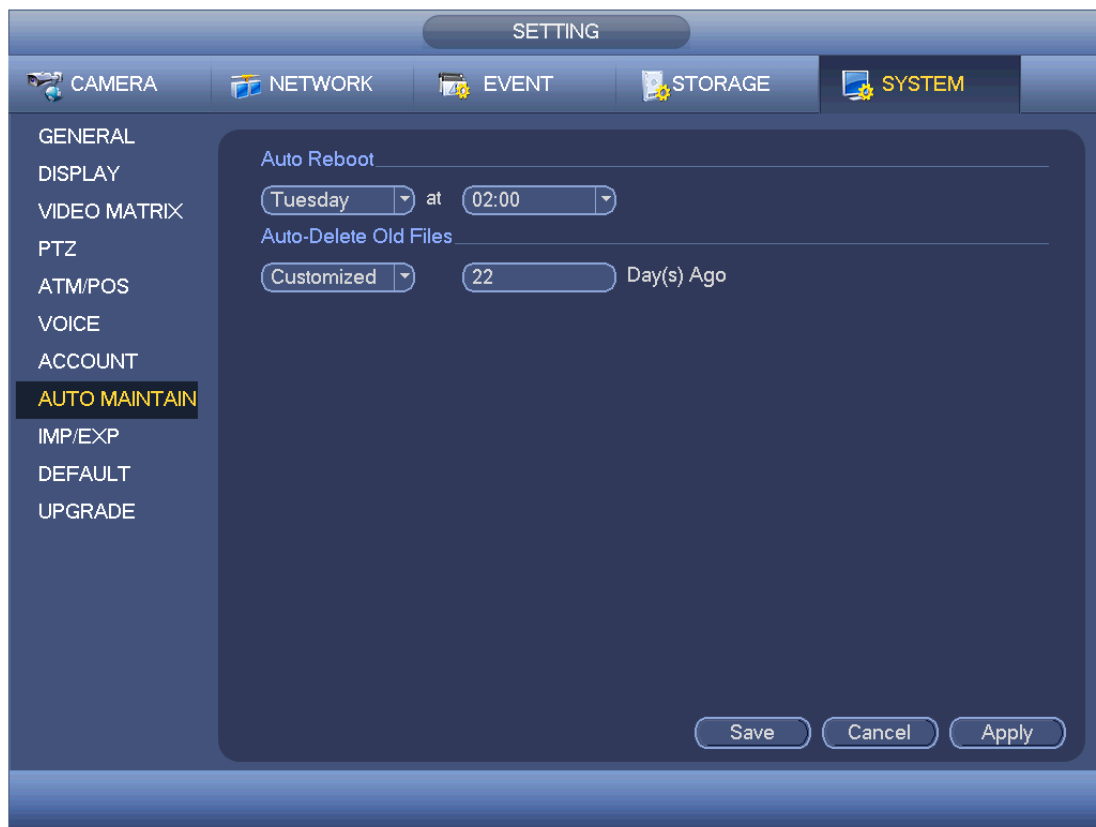 SETTING
CAMERA NETWORK EVENT STORAGE SYSTEM
GENERAL
DISPLAY
VIDEO MATRIX
PTZ
ATM/POS
VOICE
ACCOUNT
AUTO MAINTAIN
IMP/EXP
DEFAULT
UPGRADE
Auto Reboot
Tuesday at 02:00
Auto-Delete Old Files
Customized 22 Day(s) Ago
Save Cancel Apply